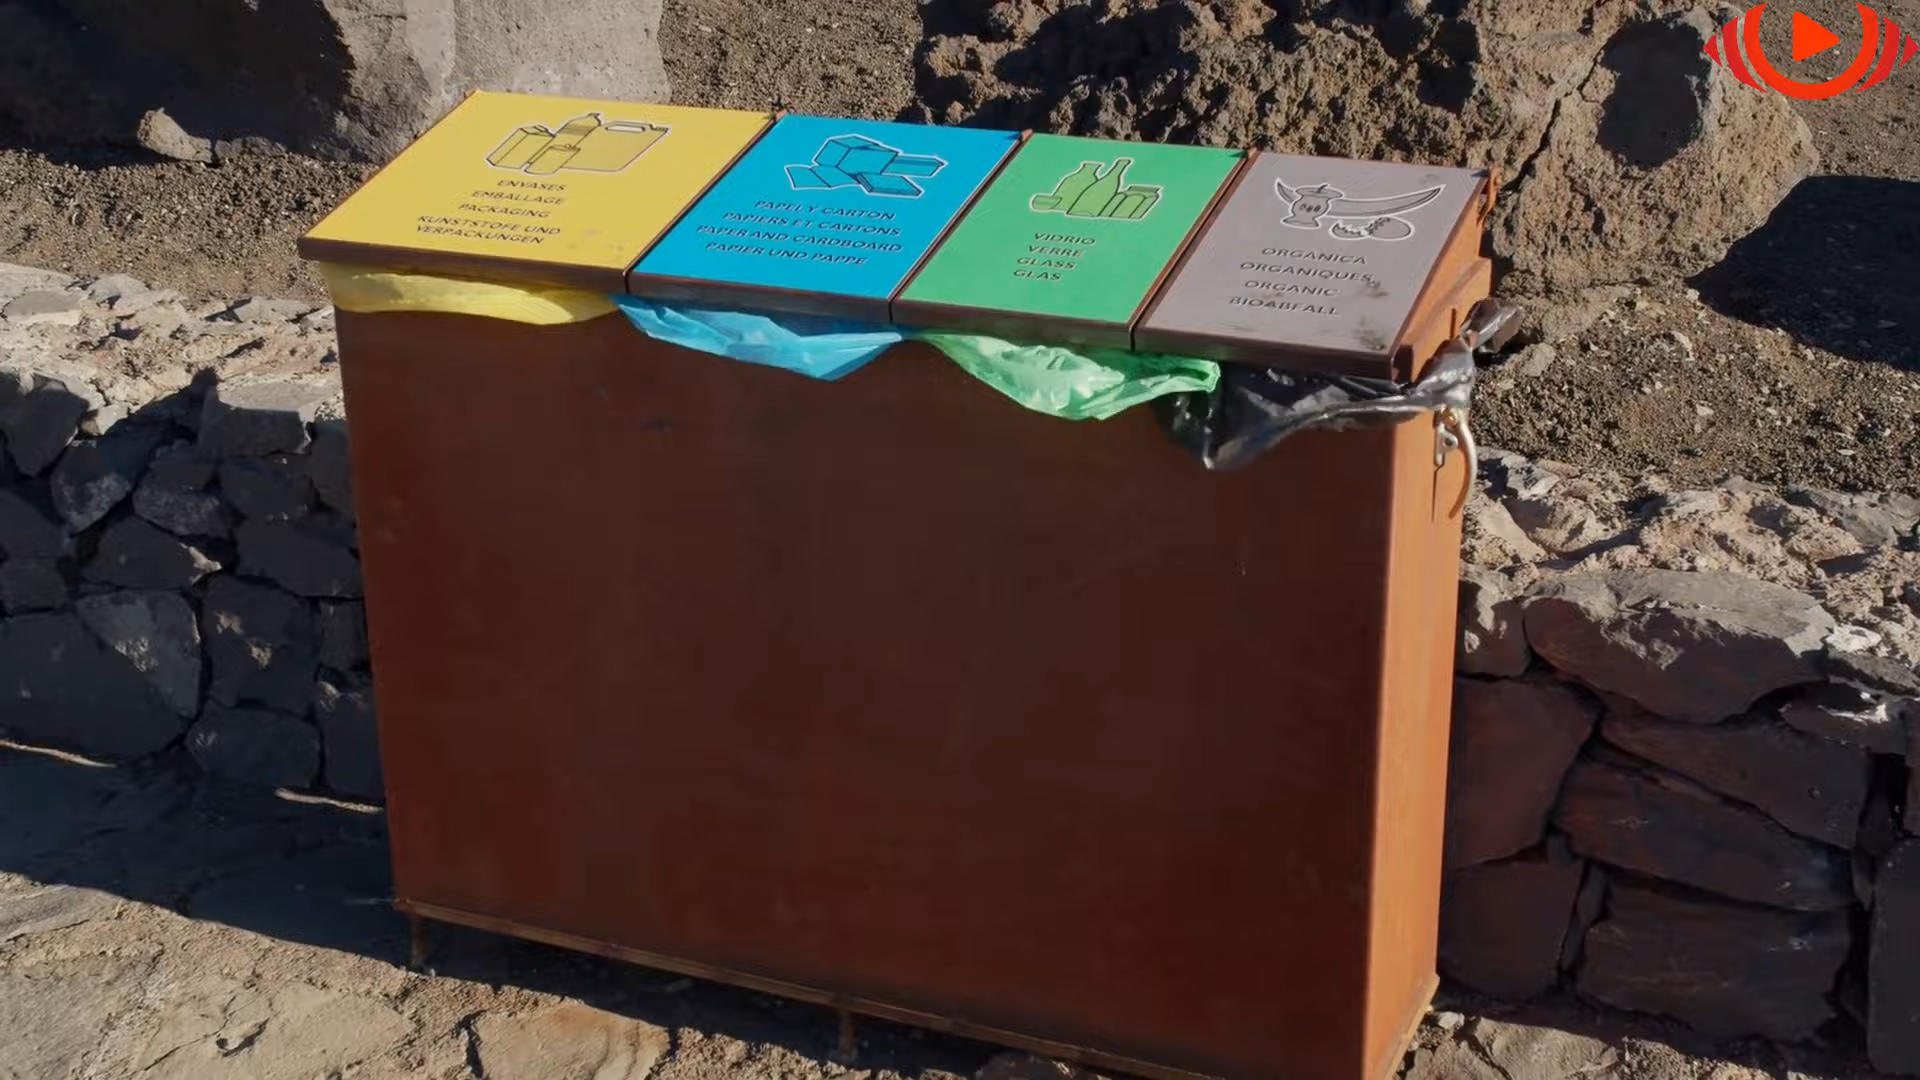 ENVASES
EMBALLAGE
PACKAGING
KUNSTSTOFE UND
VERPACKUNGEN
PAPEL Y CARTON
PAPIERS ET CARTONS
PAPER AND CARDBOARD
PAPIER UND PAPPE
VIDRIO
VERRE
GLASS
GLAS
ORGANICA
ORGANIQUES
ORGANIC
BIOABFALL